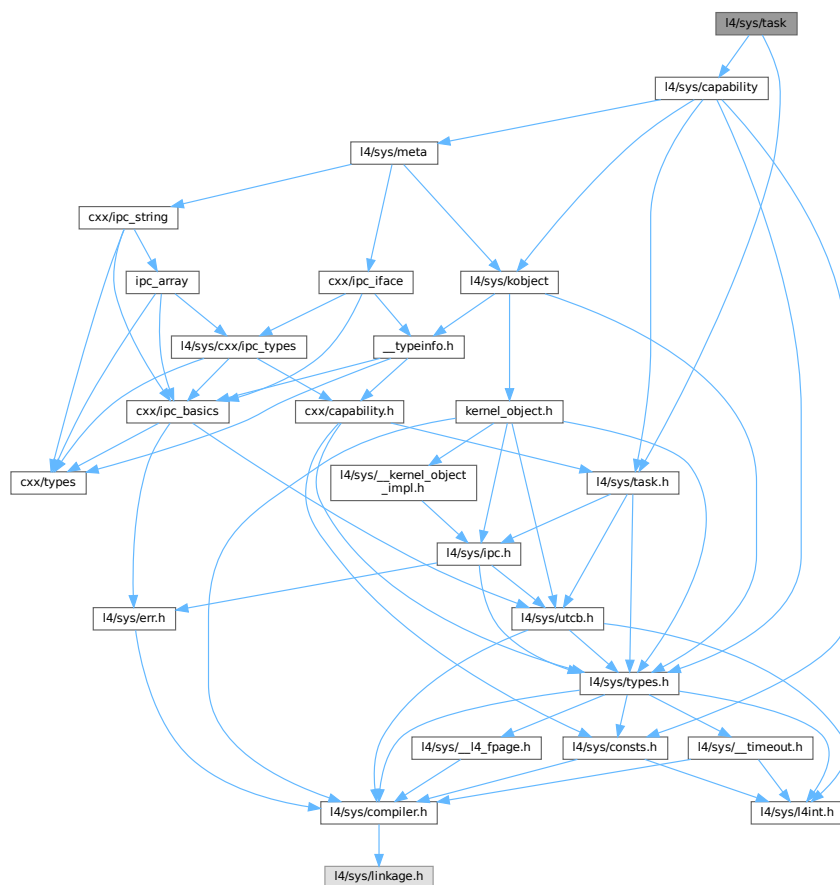 l4/sys/task
l4/sys/capability
l4/sys/meta
cxx/ipc_string
ipc_array
cxx/ipc_iface
l4/sys/kobject
l4/sys/cxx/ipc_types
__typeinfo.h
cxx/ipc_basics
cxx/capability.h
kernel_object.h
cxx/types
l4/sys/__kernel_object
_impl.h
l4/sys/task.h
l4/sys/ipc.h
l4/sys/err.h
l4/sys/utcb.h
l4/sys/types.h
l4/sys/__l4_fpage.h
l4/sys/consts.h
l4/sys/__timeout.h
l4/sys/compiler.h
l4/sys/l4int.h
l4/sys/linkage.h